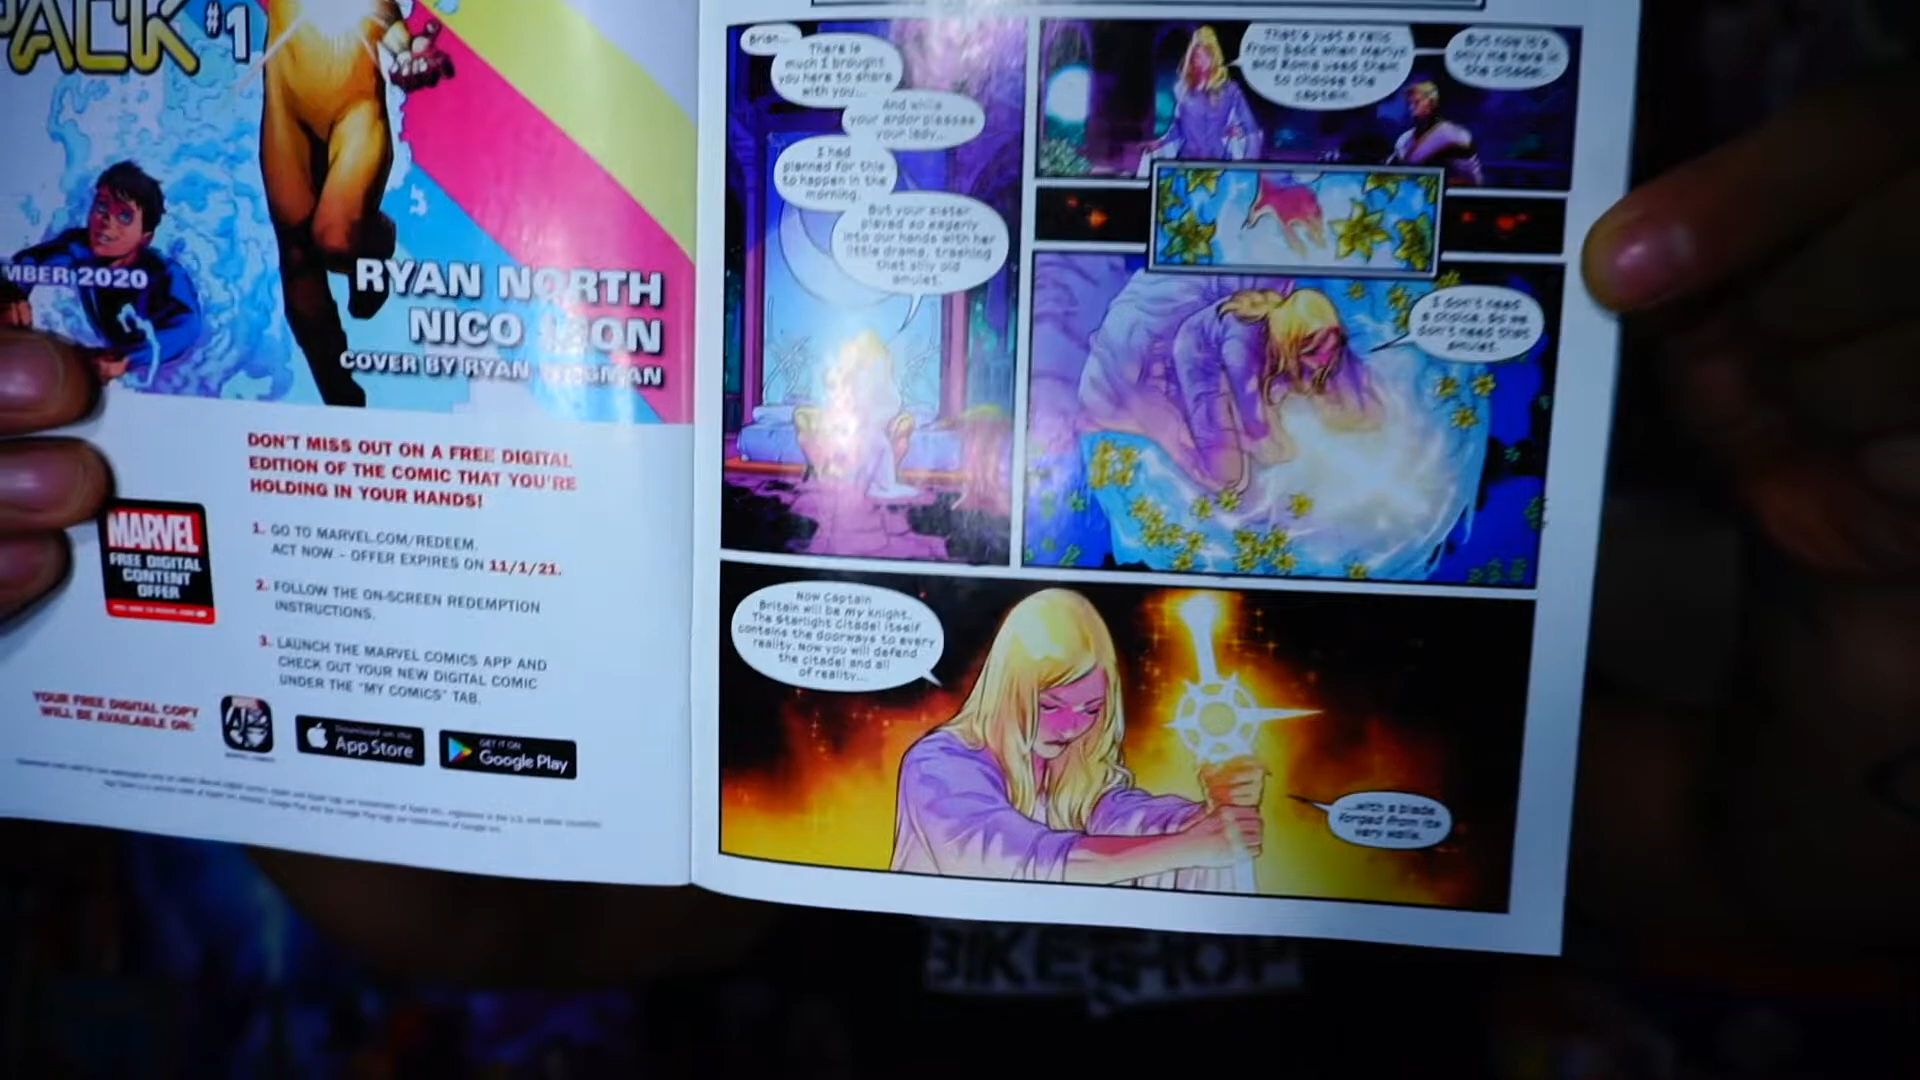 PACK #1
MBER 2020
RYAN NORTH
NICO
COVER BY RYAN
DON'T MISS OUT ON A FREE DIGITAL
EDITION OF THE COMIC THAT YOU'RE
HOLDING IN YOUR HANDS!
MARVEL
FREE DIGITAL
CONTENT
OFFER
1. GO TO MARVEL.COM/REDEEM.
ACT NOW – OFFER EXPIRES ON 11/1/21.
2. FOLLOW THE ON-SCREEN REDEMPTION
INSTRUCTIONS.
3. LAUNCH THE MARVEL COMICS APP AND
CHECK OUT YOUR NEW DIGITAL COMIC
UNDER THE "MY COMICS" TAB.
YOUR FREE DIGITAL COPY
WILL BE AVAILABLE ON:
Download on the
App Store
GET IT ON
Google Play
Brian...
There is
much I brought
you here to share
with you...
And while
your ardor pleases
your lady...
I had
planned for this
to happen in the
morning.
But your sister
played so eagerly
into our hands with her
little drama, trashing
that silly old
amulet.
That's just a relic
from back when Merlyn
and Roma used them
to choose the
captain.
But now it's
only me here in
the citadel.
I don't need
a choice. So we
don't need that
amulet.
Now Captain
Britain will be my knight.
The Starlight Citadel itself
contains the doorways to every
reality. Now you will defend
the citadel and all
of reality...
...with a blade
forged from its
very walls.
BIKE SHOP